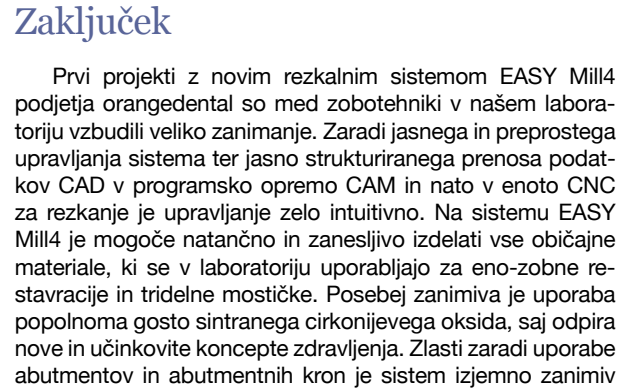 Zaključek
Prvi projekti z novim rezkalnim sistemom EASY Mill4
podjetja orangedental so med zobotehniki v našem labora-
toriju vzbudili veliko zanimanje. Zaradi jasnega in preprostega
upravljanja sistema ter jasno strukturiranega prenosa podat-
kov CAD v programsko opremo CAM in nato v enoto CNC
za rezkanje je upravljanje zelo intuitivno. Na sistemu EASY
Mill4 je mogoče natančno in zanesljivo izdelati vse običajne
materiale, ki se v laboratoriju uporabljajo za eno-zobne re-
stavracije in tridelne mostičke. Posebej zanimiva je uporaba
popolnoma gosto sintranega cirkonijevega oksida, saj odpira
nove in učinkovite koncepte zdravljenja. Zlasti zaradi uporabe
abutmentov in abutmentnih kron je sistem izjemno zanimiv